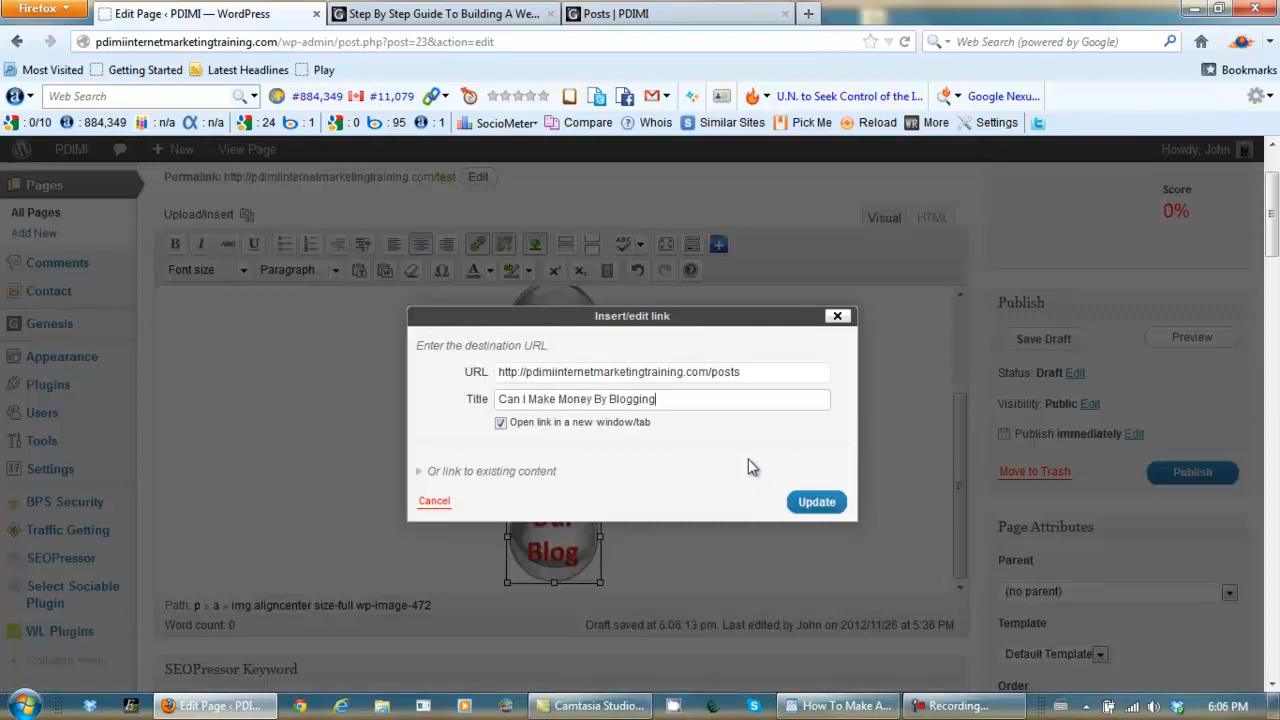 Firefox
Edit Page ‹ PDIMI — WordPress
Step By Step Guide To Building A We...
Posts | PDIMI
pdimiinternetmarketingtraining.com/wp-admin/post.php?post=23&action=edit
Web Search (powered by Google)
Most Visited Getting Started Latest Headlines Play
Bookmarks
Web Search #884,349 #11,079 U.N. to Seek Control of the I... Google Nexu...
: 0/10 : 884,349 : n/a : n/a : 24 : 1 : 0 : 95 : 1 SocioMeter Compare Whois Similar Sites Pick Me Reload More Settings
PDIMI + New View Page Howdy, John
Pages
All Pages
Add New
Comments
Contact
Genesis
Appearance
Plugins
Users
Tools
Settings
BPS Security
Traffic Getting
SEOPressor
Select Sociable Plugin
WL Plugins
Collapse menu
Permalink: http://pdimiinternetmarketingtraining.com/test Edit
Upload/Insert Visual HTML
B I ABC U ABC
Font size Paragraph A ab
Insert/edit link
Enter the destination URL
URL http://pdimiinternetmarketingtraining.com/posts
Title Can I Make Money By Blogging
Open link in a new window/tab
Or link to existing content
Cancel Update
Our
Blog
Path: p » a » img.aligncenter size-full wp-image-472
Word count: 0 Draft saved at 6:06:13 pm. Last edited by John on 2012/11/26 at 5:36 PM
SEOPressor Keyword
Score
0%
Publish
Save Draft Preview
Status: Draft Edit
Visibility: Public Edit
Publish immediately Edit
Move to Trash Publish
Page Attributes
Parent
(no parent)
Template
Default Template
Order
Edit Page ‹ PDI... Camtasia Studio... How To Make A... Recording... 6:06 PM